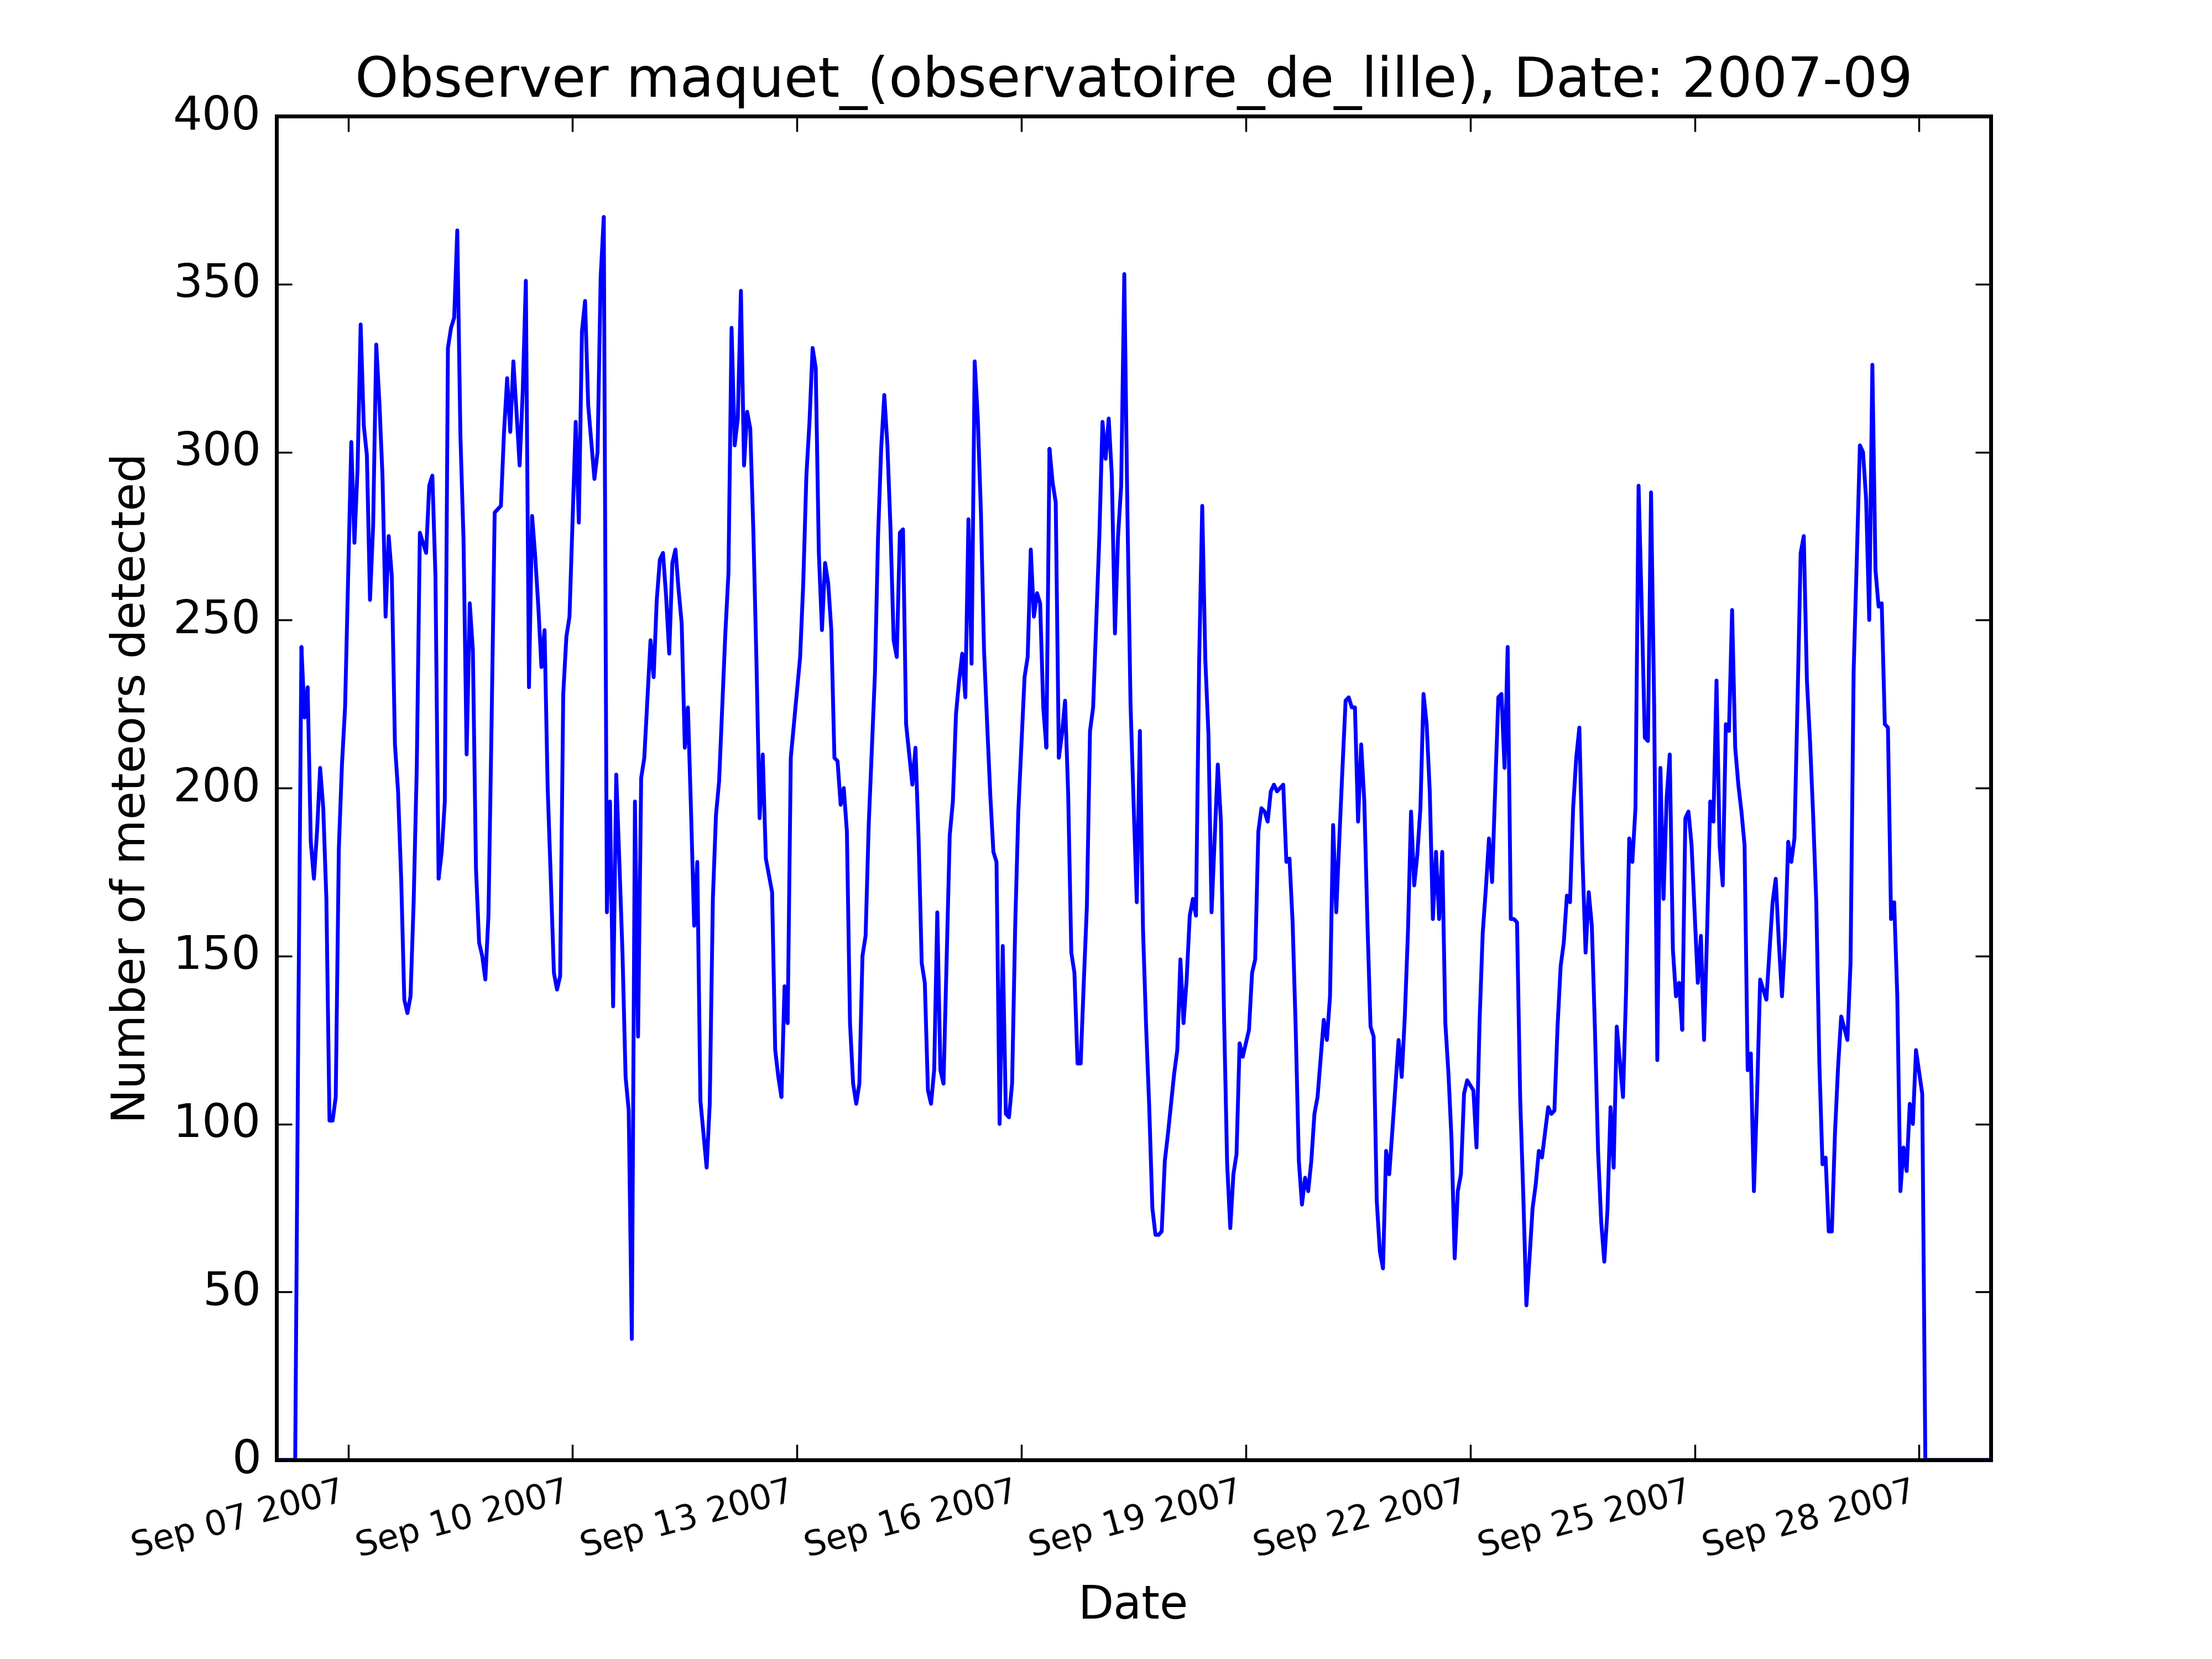 Observer maquet_(observatoire_de_lille), Date: 2007-09
400
350
300
250
200
150
100
50
0
Number of meteors detected
Sep 07 2007
Sep 10 2007
Sep 13 2007
Sep 16 2007
Sep 19 2007
Sep 22 2007
Sep 25 2007
Sep 28 2007
Date